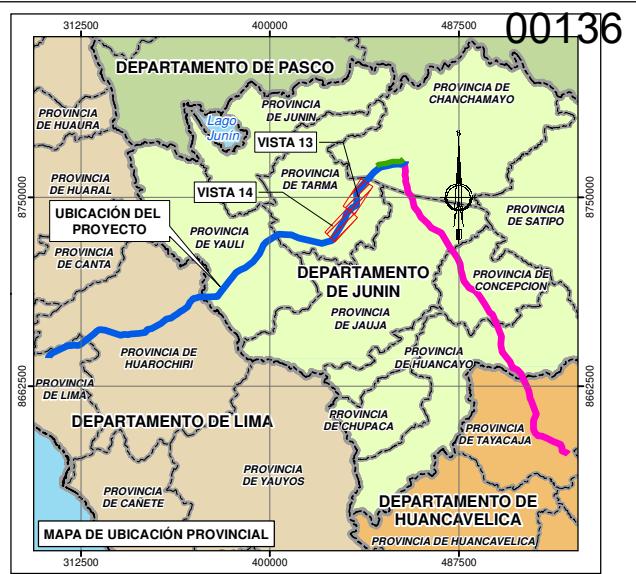 00136
312500
400000
487500
DEPARTAMENTO DE PASCO
PROVINCIA DE
CHANCHAMAYO
PROVINCIA
DE HUAURA
PROVINCIA
DE JUNIN
Lago
Junin
VISTA 13
PROVINCIA
DE HUARAL
VISTA 14
PROVINCIA
DE TARMA
8750000
8750000
UBICACIÓN DEL
PROYECTO
PROVINCIA
DE SATIPO
PROVINCIA
DE YAULI
PROVINCIA
DE CANTA
DEPARTAMENTO
DE JUNIN
PROVINCIA DE
CONCEPCION
PROVINCIA
DE JAUJA
PROVINCIA DE
HUAROCHIRI
PROVINCIA
DE HUANCAYO
PROVINCIA
DE LIMA
8662500
8662500
DEPARTAMENTO DE LIMA
PROVINCIA
DE CHUPACA
PROVINCIA
DE TAYACAJA
PROVINCIA
DE YAUYOS
PROVINCIA
DE CAÑETE
DEPARTAMENTO DE
HUANCAVELICA
MAPA DE UBICACIÓN PROVINCIAL
PROVINCIA DE HUANCAVELICA
312500
400000
487500